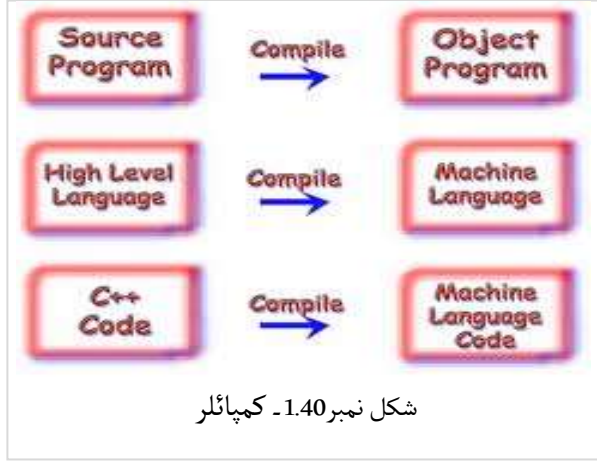 Source
Program
Compile
Object
Program
High Level
Language
Compile
Machine
Language
C++
Code
Compile
Machine
Language
Code
شکل نمبر1.40۔ کمپائلر